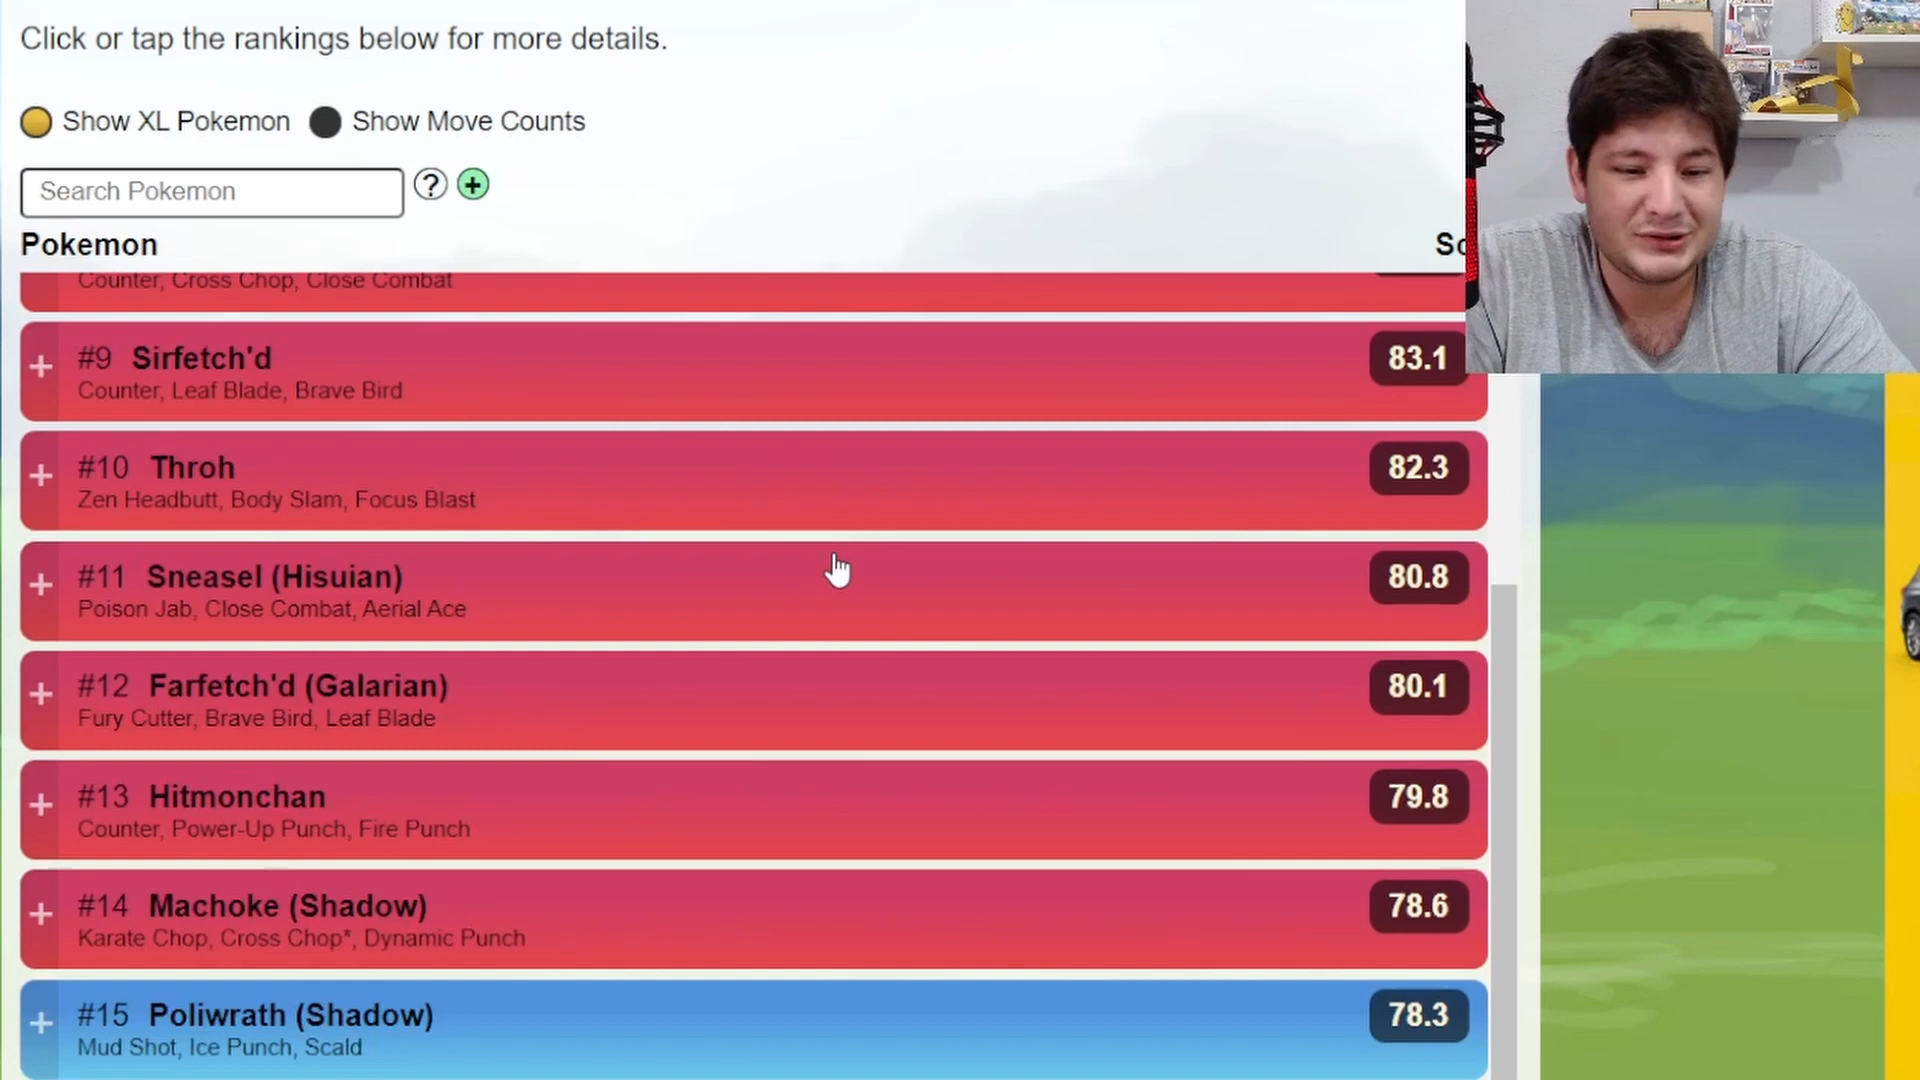 Click or tap the rankings below for more details.
Show XL Pokemon Show Move Counts
Search Pokemon ? +
Pokemon
Counter, Cross Chop, Close Combat
+ #9 Sirfetch'd 83.1
Counter, Leaf Blade, Brave Bird
+ #10 Throh 82.3
Zen Headbutt, Body Slam, Focus Blast
+ #11 Sneasel (Hisuian) 80.8
Poison Jab, Close Combat, Aerial Ace
+ #12 Farfetch'd (Galarian) 80.1
Fury Cutter, Brave Bird, Leaf Blade
+ #13 Hitmonchan 79.8
Counter, Power-Up Punch, Fire Punch
+ #14 Machoke (Shadow) 78.6
Karate Chop, Cross Chop*, Dynamic Punch
+ #15 Poliwrath (Shadow) 78.3
Mud Shot, Ice Punch, Scald